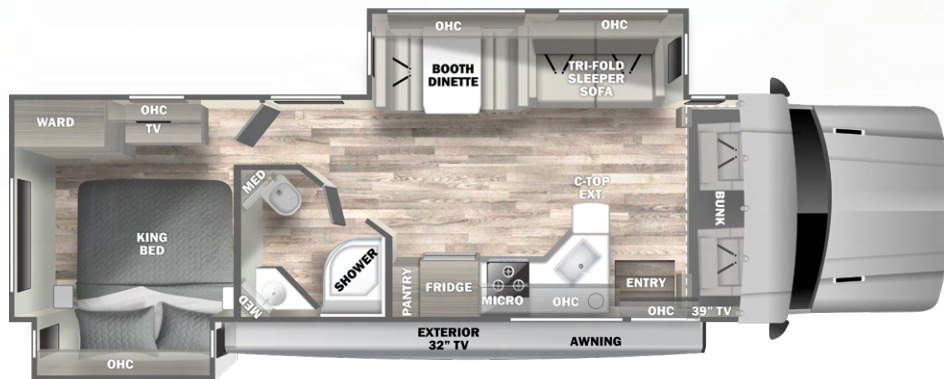 OHC
OHC
BOOTH
DINETTE
TRI-FOLD
SLEEPER
SOFA
WARD
OHC
TV
MED
C-TOP
EXT.
BUNK
KING
BED
SHOWER
MED
PANTRY
FRIDGE
MICRO
OHC
ENTRY
OHC
39" TV
EXTERIOR
32" TV
AWNING
OHC